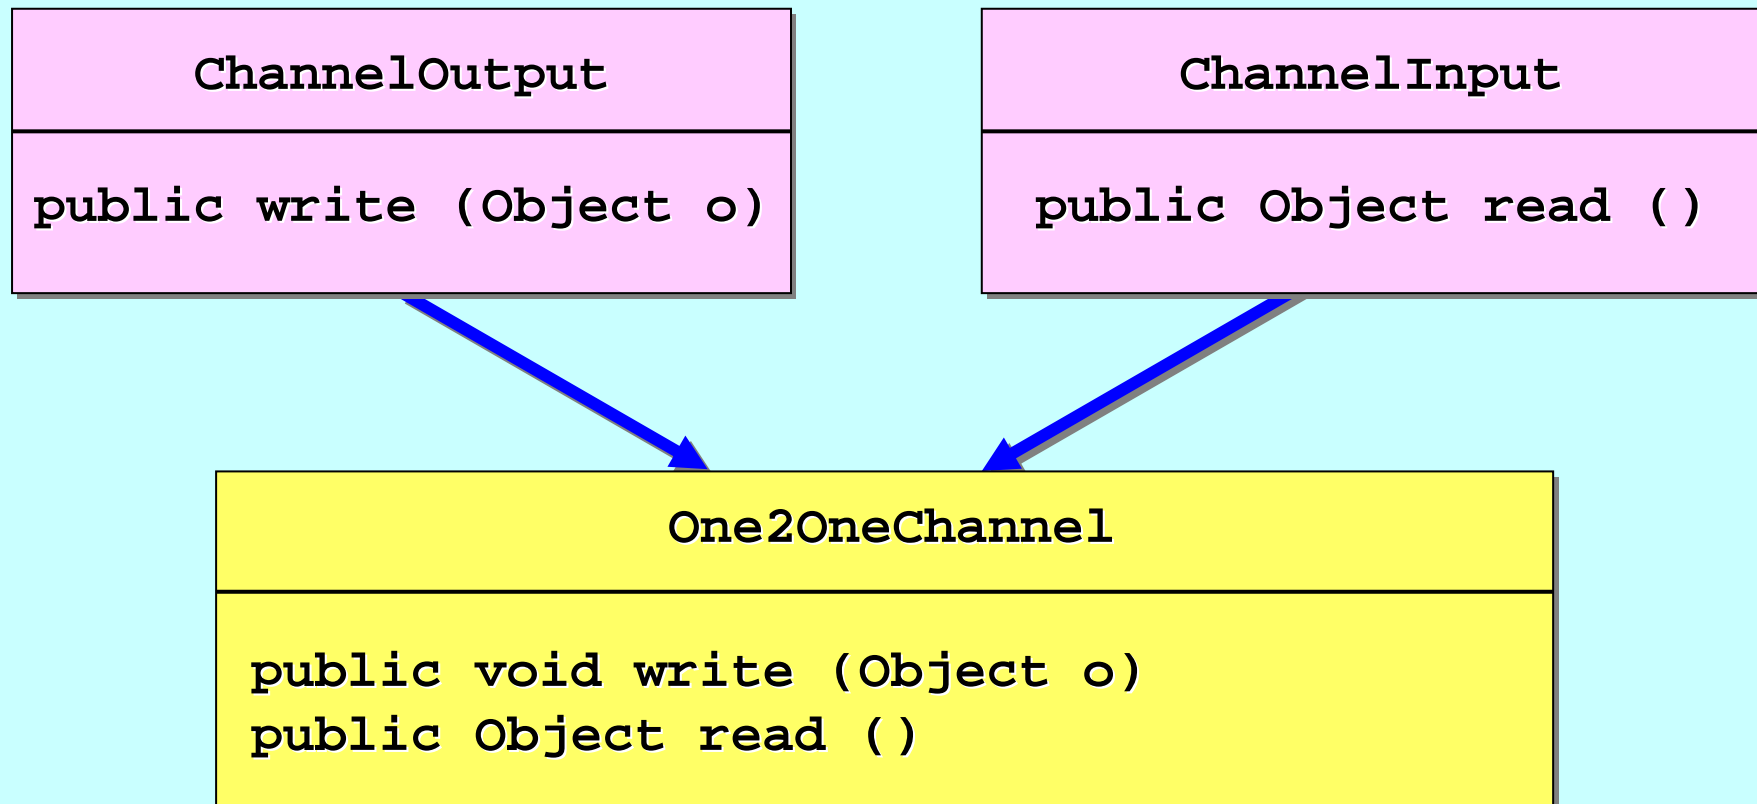 ChannelOutput
public write (Object o)
ChannelInput
public Object read ()
One2OneChannel
public void write (Object o)
public Object read ()